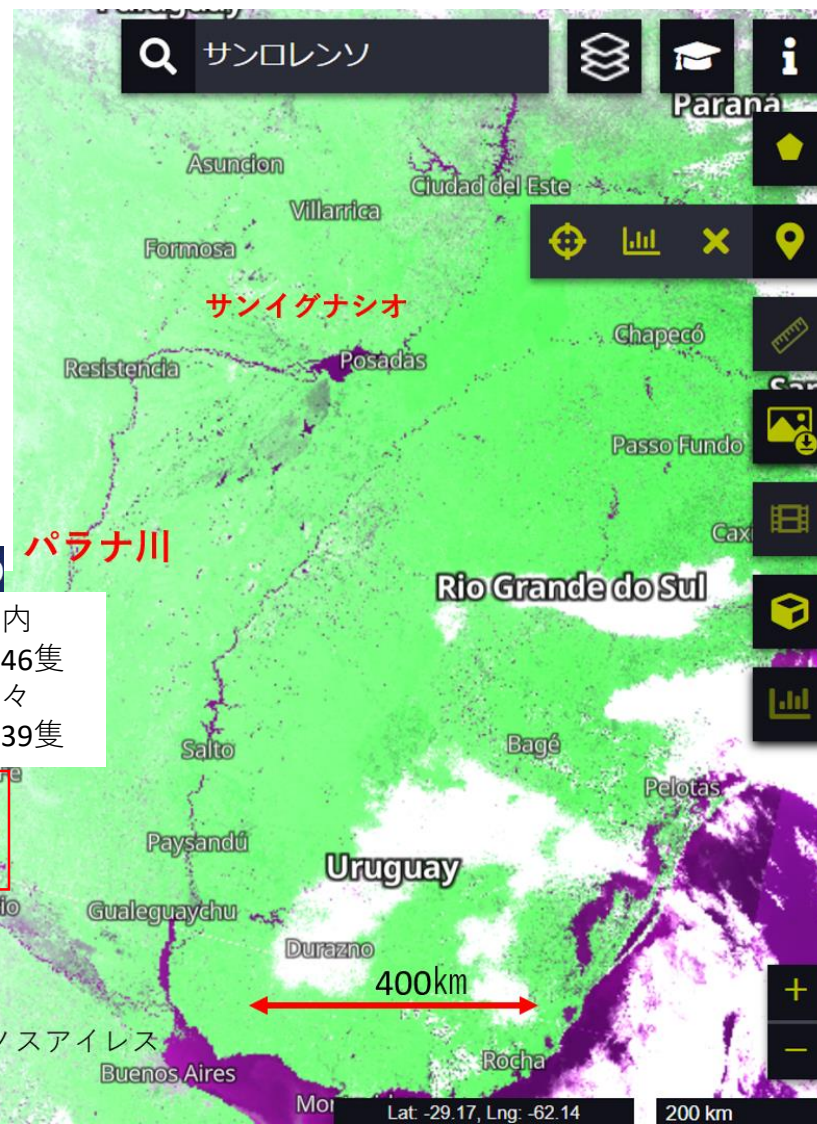 サンロレンソ
Paraná
Asuncion
Ciudad del Este
Villarrica
Formosa
サンイグナシオ
Chapecó
Resistencia
Posadas
Passo Fundo
パラナ川
Rio Grande do Sul
内
46隻
々
39隻
Salto
Bagé
Pelotas
Paysandú
Uruguay
Gualeguaychu
Durazno
400㎞
ノスアイレス
Buenos Aires
Rocha
Lat: -29.17, Lng: -62.14
200 km